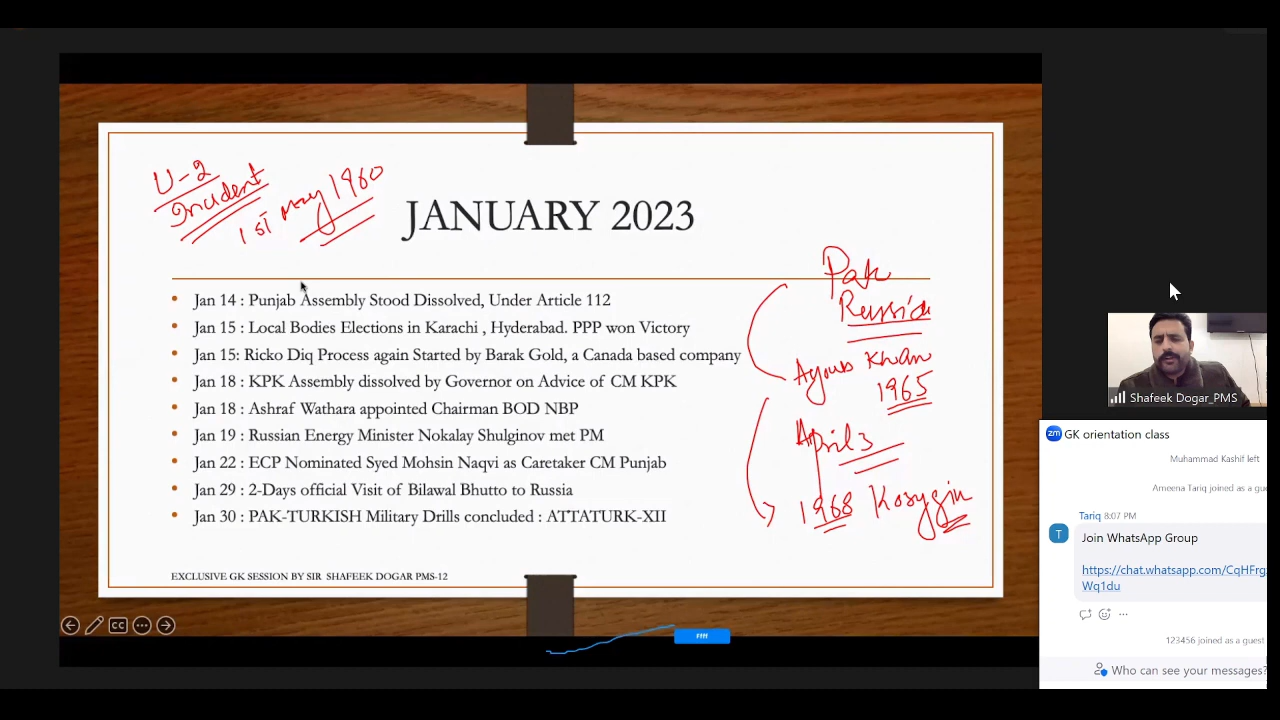 U-2
Incident
1st May 1960
JANUARY 2023
• Jan 14 : Punjab Assembly Stood Dissolved, Under Article 112
• Jan 15 : Local Bodies Elections in Karachi , Hyderabad. PPP won Victory
• Jan 15: Ricko Diq Process again Started by Barak Gold, a Canada based company
• Jan 18 : KPK Assembly dissolved by Governor on Advice of CM KPK
• Jan 18 : Ashraf Wathara appointed Chairman BOD NBP
• Jan 19 : Russian Energy Minister Nokalay Shulginov met PM
• Jan 22 : ECP Nominated Syed Mohsin Naqvi as Caretaker CM Punjab
• Jan 29 : 2-Days official Visit of Bilawal Bhutto to Russia
• Jan 30 : PAK-TURKISH Military Drills concluded : ATTATURK-XII
Pak
Russia
Ayoub Khan
1965
April 3
1968 Kosygin
EXCLUSIVE GK SESSION BY SIR SHAFEEK DOGAR PMS-12
CC
Shafeek Dogar_PMS
zm GK orientation class
Muhammad Kashif left
Ameena Tariq joined as a gue
Tariq 8:07 PM
T
Join WhatsApp Group
https://chat.whatsapp.com/CqHFrg
Wq1du
123456 joined as a guest
Who can see your messages?